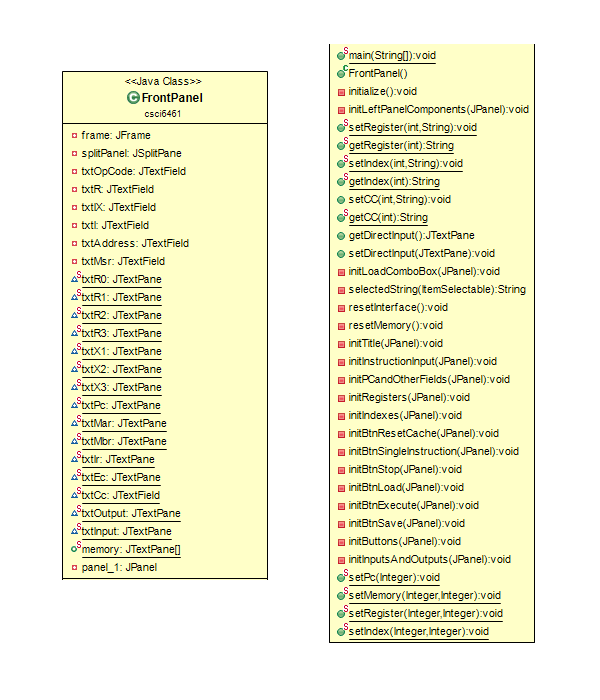 <<Java Class>>
FrontPanel
csci6461
frame: JFrame
splitPanel: JSplitPane
txtOpCode: JTextField
txtR: JTextField
txtIX: JTextField
txtI: JTextField
txtAddress: JTextField
txtMsr: JTextField
txtR0: JTextPane
txtR1: JTextPane
txtR2: JTextPane
txtR3: JTextPane
txtX1: JTextPane
txtX2: JTextPane
txtX3: JTextPane
txtPc: JTextPane
txtMar: JTextPane
txtMbr: JTextPane
txtIr: JTextPane
txtEc: JTextPane
txtCc: JTextField
txtOutput: JTextPane
txtInput: JTextPane
memory: JTextPane[]
panel_1: JPanel
main(String[]):void
FrontPanel()
initialize():void
initLeftPanelComponents(JPanel):void
setRegister(int,String):void
getRegister(int):String
setIndex(int,String):void
getIndex(int):String
setCC(int,String):void
getCC(int):String
getDirectInput():JTextPane
setDirectInput(JTextPane):void
initLoadComboBox(JPanel):void
selectedString(ItemSelectable):String
resetInterface():void
resetMemory():void
initTitle(JPanel):void
initInstructionInput(JPanel):void
initPCandOtherFields(JPanel):void
initRegisters(JPanel):void
initIndexes(JPanel):void
initBtnResetCache(JPanel):void
initBtnSingleInstruction(JPanel):void
initBtnStop(JPanel):void
initBtnLoad(JPanel):void
initBtnExecute(JPanel):void
initBtnSave(JPanel):void
initButtons(JPanel):void
initInputsAndOutputs(JPanel):void
setPc(Integer):void
setMemory(Integer,Integer):void
setRegister(Integer,Integer):void
setIndex(Integer,Integer):void